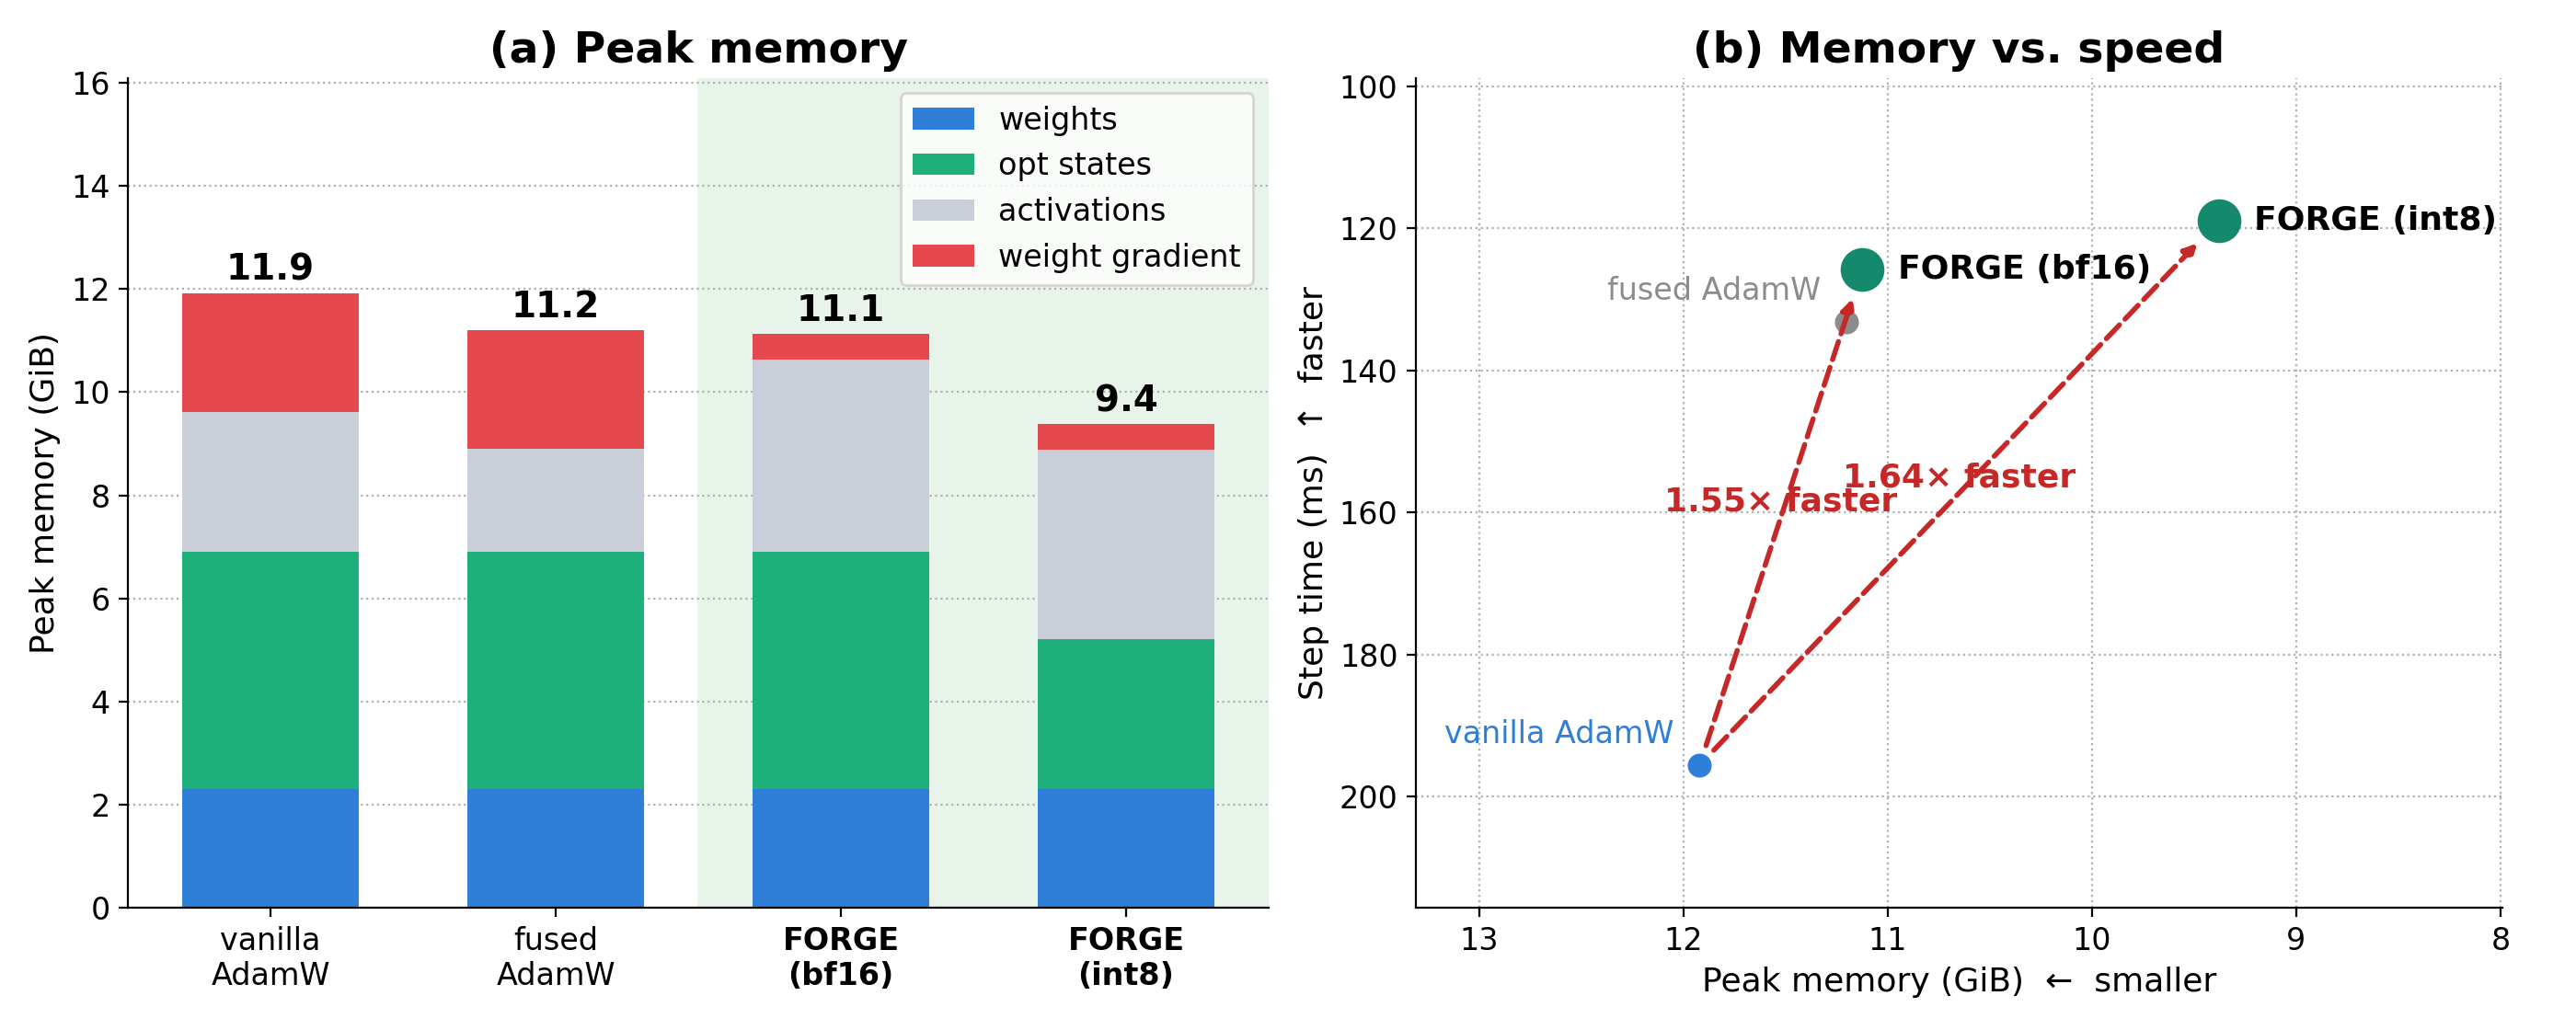 (a) Peak memory
Peak memory (GiB)
16
14
12
10
8
6
4
2
0
weights
opt states
activations
weight gradient
11.9
11.2
11.1
9.4
vanilla
AdamW
fused
AdamW
FORGE
(bf16)
FORGE
(int8)
(b) Memory vs. speed
Step time (ms) ↑ faster
100
120
140
160
180
200
FORGE (int8)
FORGE (bf16)
fused AdamW
1.64× faster
1.55× faster
vanilla AdamW
13
12
11
10
9
8
Peak memory (GiB) ← smaller